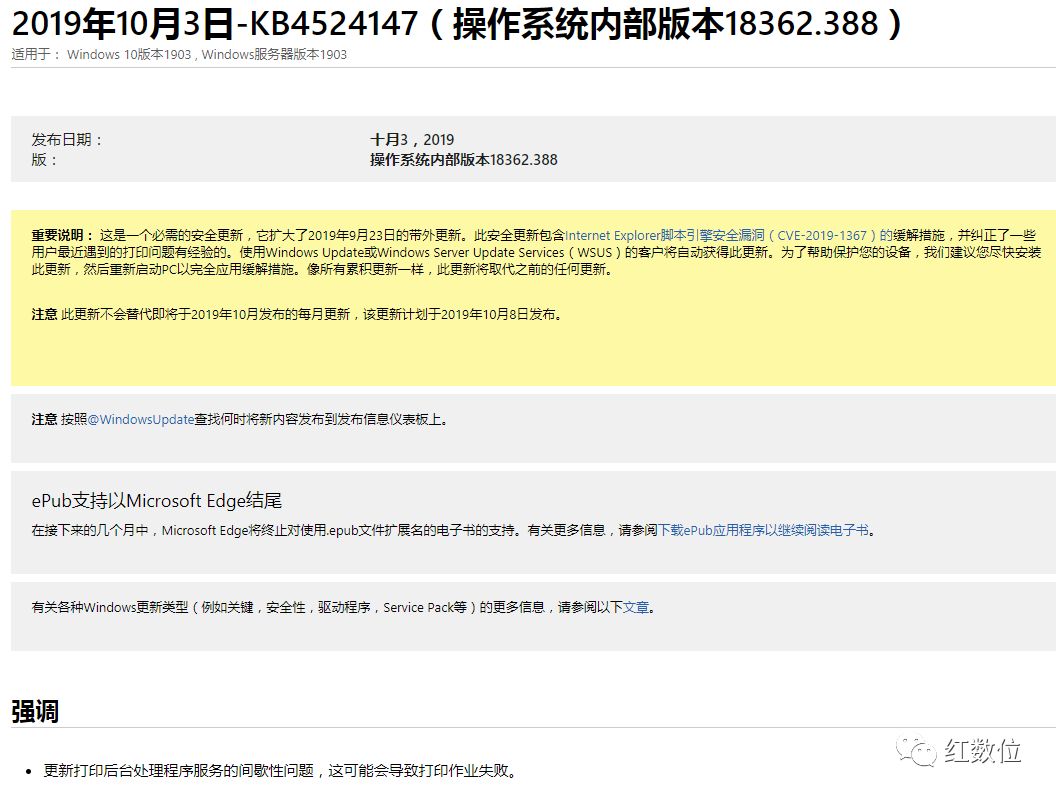 2019年10月3日-KB4524147（操作系统内部版本18362.388）
适用于： Windows 10版本1903 , Windows服务器版本1903
发布日期：
十月3，2019
版：
操作系统内部版本18362.388
重要说明： 这是一个必需的安全更新，它扩大了2019年9月23日的带外更新。此安全更新包含Internet Explorer脚本引擎安全漏洞（CVE-2019-1367）的缓解措施，并纠正了一些
用户最近遇到的打印问题有经验的。使用Windows Update或Windows Server Update Services（WSUS）的客户将自动获得此更新。为了帮助保护您的设备，我们建议您尽快安装
此更新，然后重新启动PC以完全应用缓解措施。像所有累积更新一样，此更新将取代之前的任何更新。
注意 此更新不会替代即将于2019年10月发布的每月更新，该更新计划于2019年10月8日发布。
注意 按照@WindowsUpdate查找何时将新内容发布到发布信息仪表板上。
ePub支持以Microsoft Edge结尾
在接下来的几个月中，Microsoft Edge将终止对使用.epub文件扩展名的电子书的支持。有关更多信息，请参阅下载ePub应用程序以继续阅读电子书。
有关各种Windows更新类型（例如关键，安全性，驱动程序，Service Pack等）的更多信息，请参阅以下文章。
强调
红数位
• 更新打印后台处理程序服务的间歇性问题，这可能会导致打印作业失败。